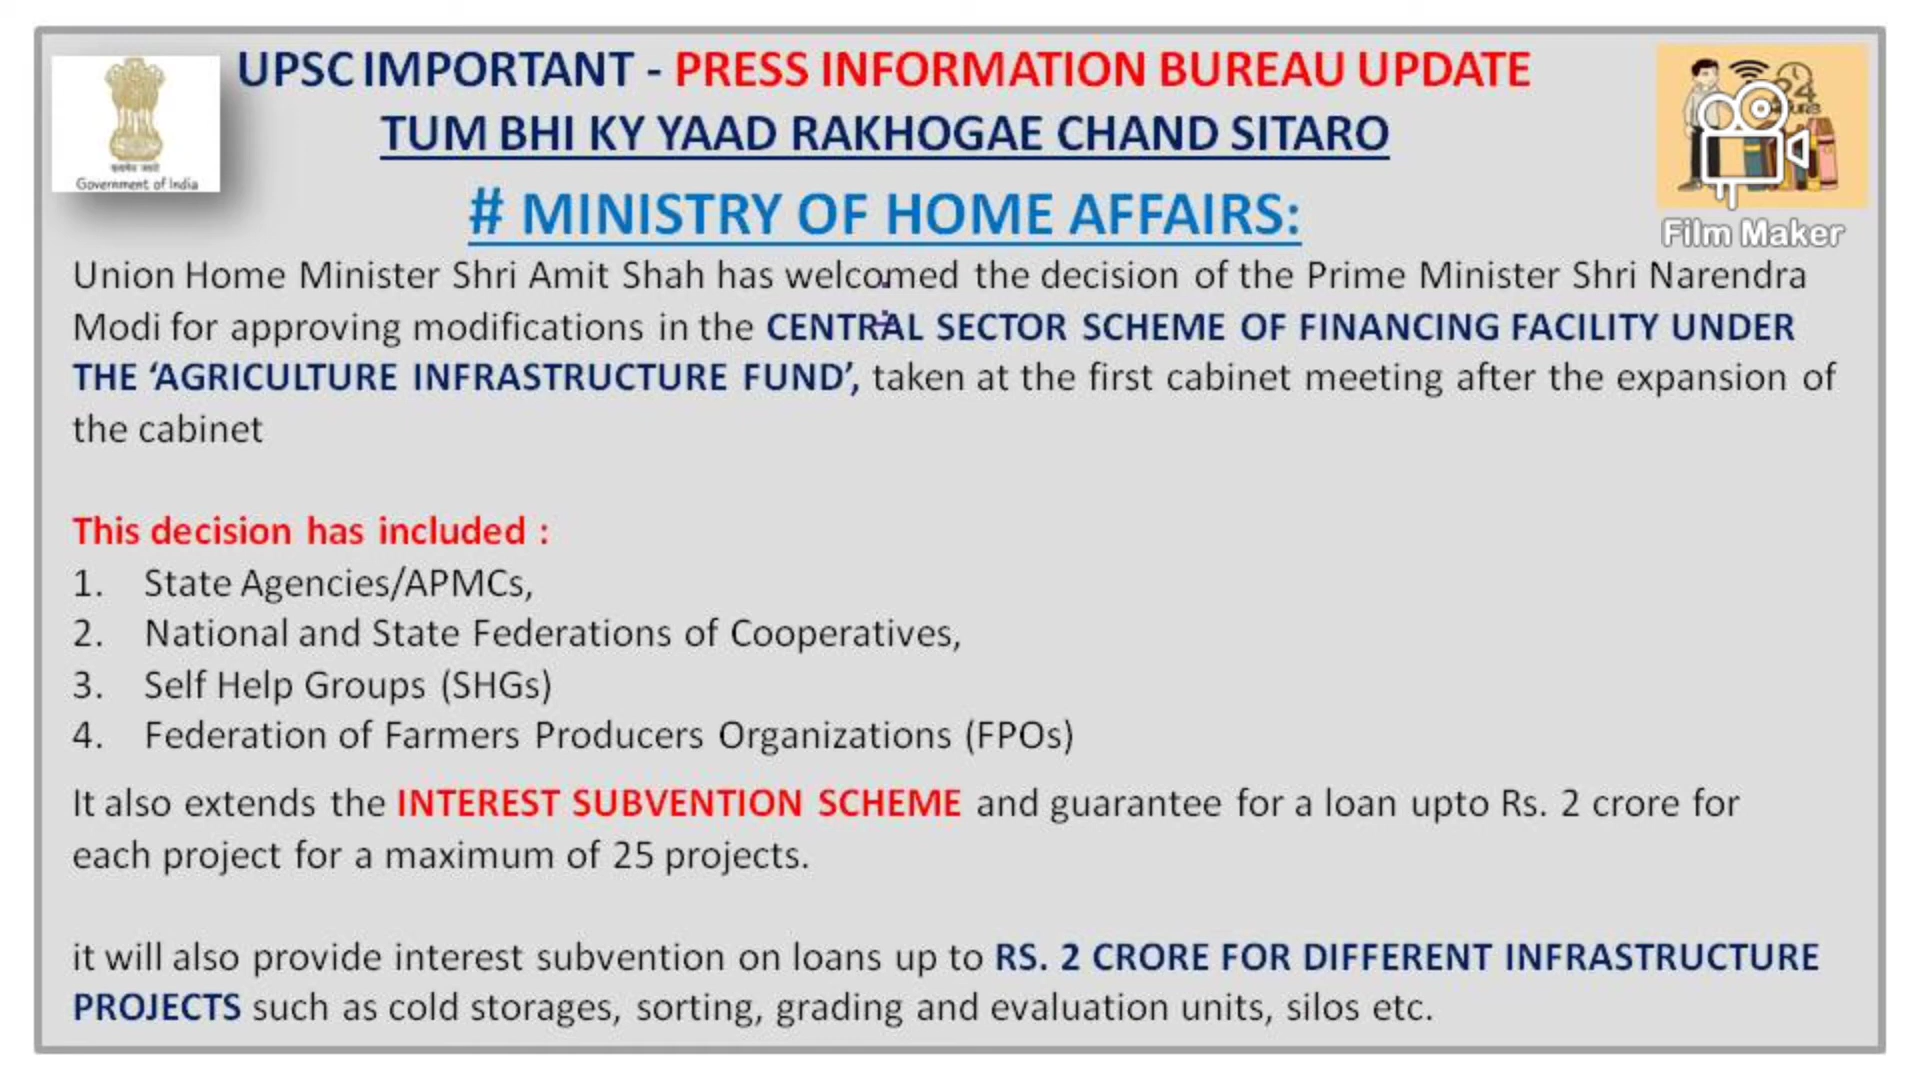 UPSC IMPORTANT - PRESS INFORMATION BUREAU UPDATE
TUM BHI KY YAAD RAKHOGAE CHAND SITARO
# MINISTRY OF HOME AFFAIRS:
Government of India
Film Maker
Union Home Minister Shri Amit Shah has welcomed the decision of the Prime Minister Shri Narendra
Modi for approving modifications in the CENTRAL SECTOR SCHEME OF FINANCING FACILITY UNDER
THE ‘AGRICULTURE INFRASTRUCTURE FUND’, taken at the first cabinet meeting after the expansion of
the cabinet
This decision has included :
1. State Agencies/APMCs,
2. National and State Federations of Cooperatives,
3. Self Help Groups (SHGs)
4. Federation of Farmers Producers Organizations (FPOs)
It also extends the INTEREST SUBVENTION SCHEME and guarantee for a loan upto Rs. 2 crore for
each project for a maximum of 25 projects.
it will also provide interest subvention on loans up to RS. 2 CRORE FOR DIFFERENT INFRASTRUCTURE
PROJECTS such as cold storages, sorting, grading and evaluation units, silos etc.